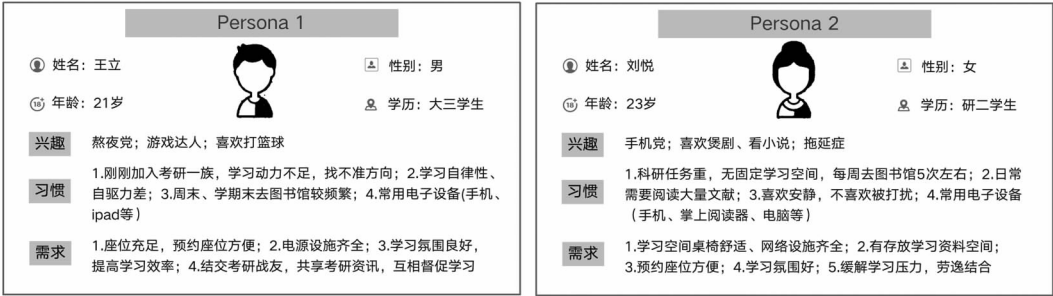 Persona 1
姓名：王立
性别：男
18+
年龄：21岁
学历：大三学生
兴趣
熬夜党；游戏达人；喜欢打篮球
习惯
1.刚刚加入考研一族，学习动力不足，找不准方向；2.学习自律性、
自驱力差；3.周末、学期末去图书馆较频繁；4.常用电子设备(手机、
ipad等）
需求
1.座位充足，预约座位方便；2.电源设施齐全；3.学习氛围良好，
提高学习效率；4.结交考研战友，共享考研资讯，互相督促学习
Persona 2
姓名：刘悦
性别：女
18+
年龄：23岁
学历：研二学生
兴趣
手机党；喜欢煲剧、看小说；拖延症
习惯
1.科研任务重，无固定学习空间，每周去图书馆5次左右；2.日常
需要阅读大量文献；3.喜欢安静，不喜欢被打扰；4.常用电子设备
（手机、掌上阅读器、电脑等）
需求
1.学习空间桌椅舒适、网络设施齐全；2.有存放学习资料空间；
3.预约座位方便；4.学习氛围好；5.缓解学习压力，劳逸结合